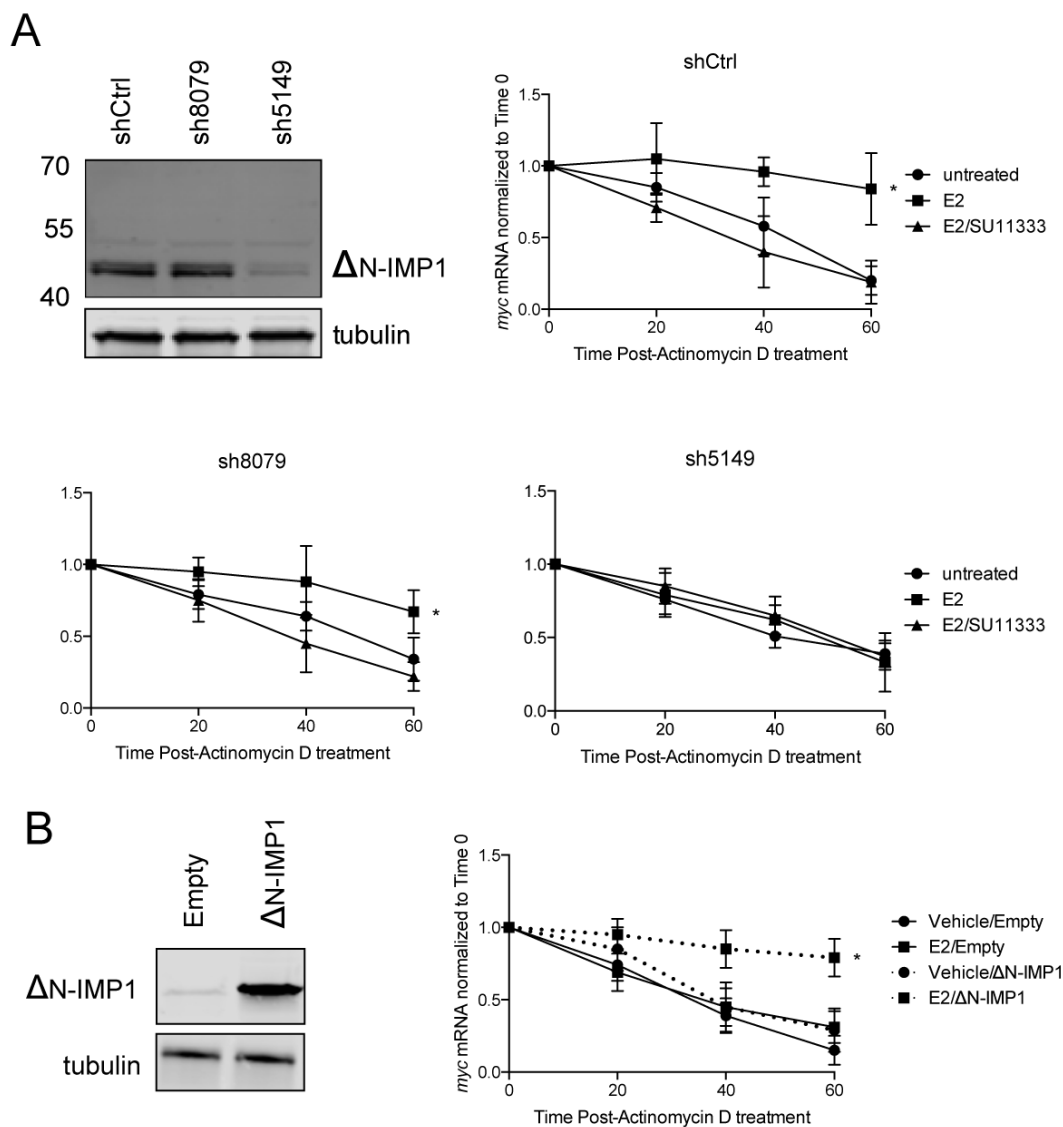 A
shCtrl
sh8079
sh5149
70
55
40
ΔN-IMP1
tubulin
shCtrl
myc mRNA normalized to Time 0
1.5
1.0
0.5
0.0
0 20 40 60
*
Time Post-Actinomycin D treatment
untreated
E2
E2/SU11333
sh8079
1.5
1.0
0.5
0.0
0 20 40 60
*
Time Post-Actinomycin D treatment
sh5149
1.5
1.0
0.5
0.0
0 20 40 60
Time Post-Actinomycin D treatment
untreated
E2
E2/SU11333
B
Empty
ΔN-IMP1
ΔN-IMP1
tubulin
myc mRNA normalized to Time 0
1.5
1.0
0.5
0.0
0 20 40 60
*
Time Post-Actinomycin D treatment
Vehicle/Empty
E2/Empty
Vehicle/ΔN-IMP1
E2/ΔN-IMP1